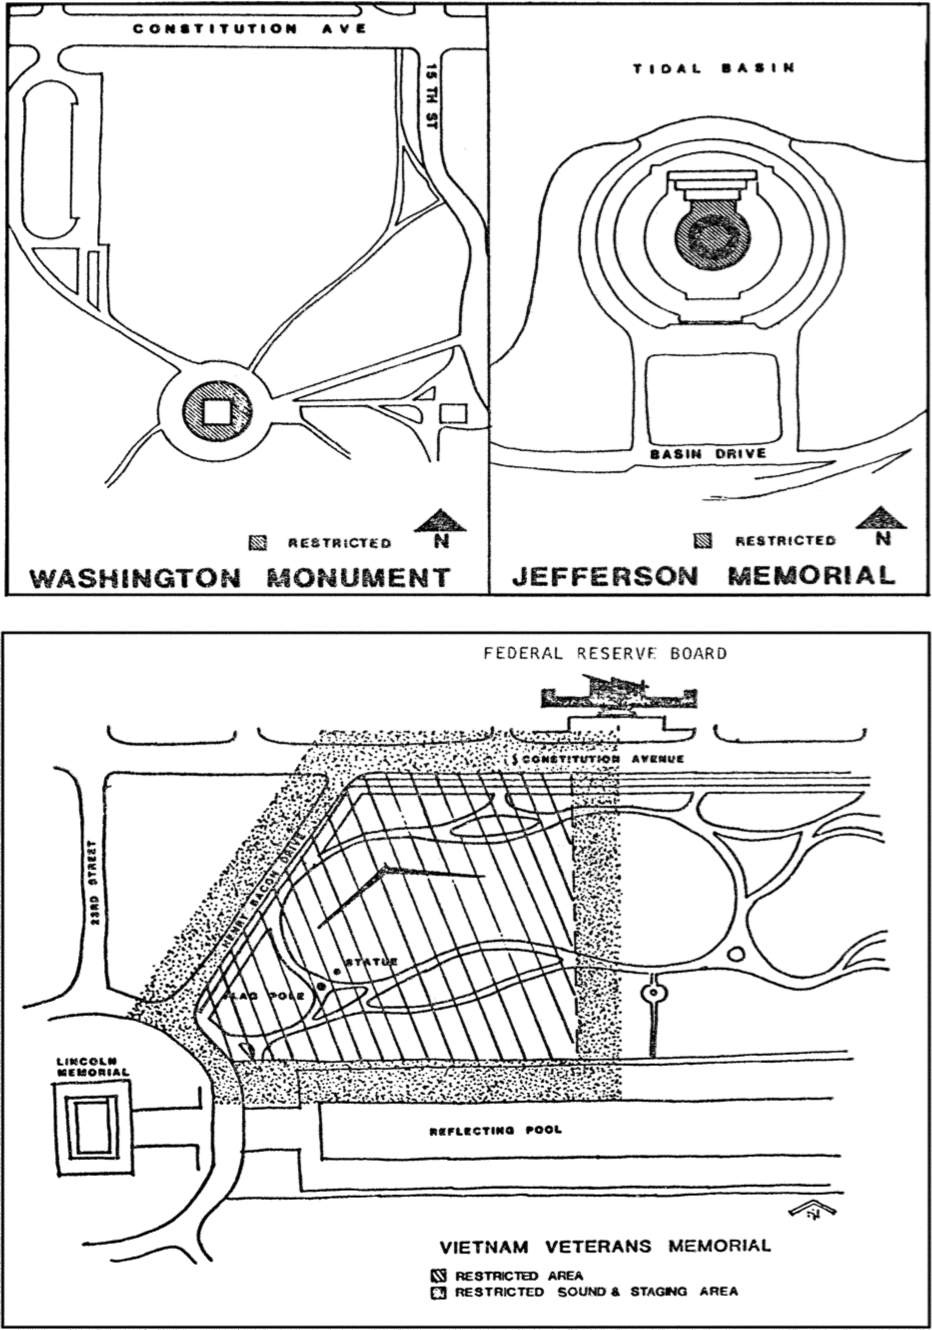 CONSTITUTION AVE
15 TH ST
RESTRICTED
N
WASHINGTON MONUMENT
TIDAL BASIN
BASIN DRIVE
RESTRICTED
N
JEFFERSON MEMORIAL
FEDERAL RESERVE BOARD
CONSTITUTION AVENUE
23RD STREET
BACON DRIVE
STATUE
FLAG POLE
LINCOLN
MEMORIAL
REFLECTING POOL
N
VIETNAM VETERANS MEMORIAL
RESTRICTED AREA
RESTRICTED SOUND & STAGING AREA